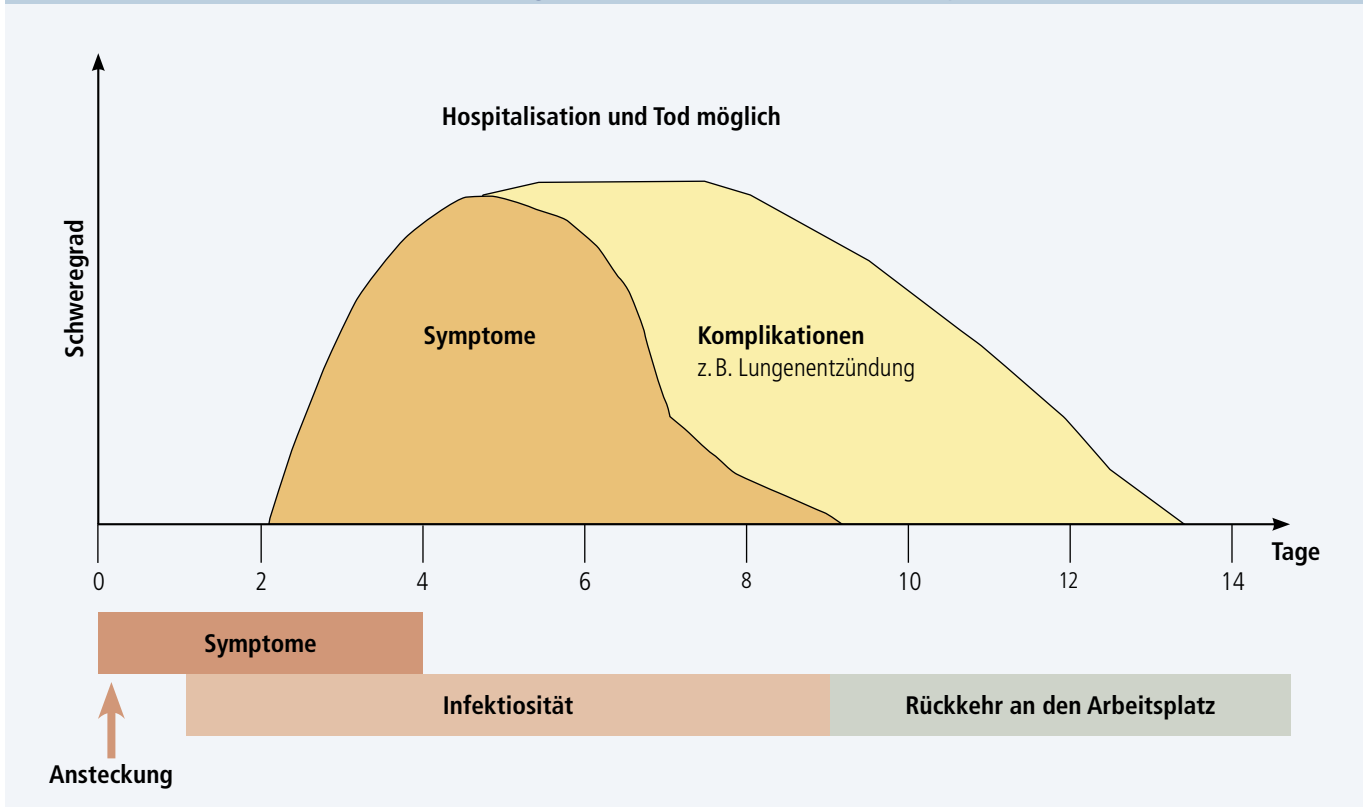 Hospitalisation und Tod möglich
Schweregrad
Symptome
Komplikationen
z. B. Lungenentzündung
Tage
0 2 4 6 8 10 12 14
Symptome
Infektiosität
Rückkehr an den Arbeitsplatz
Ansteckung